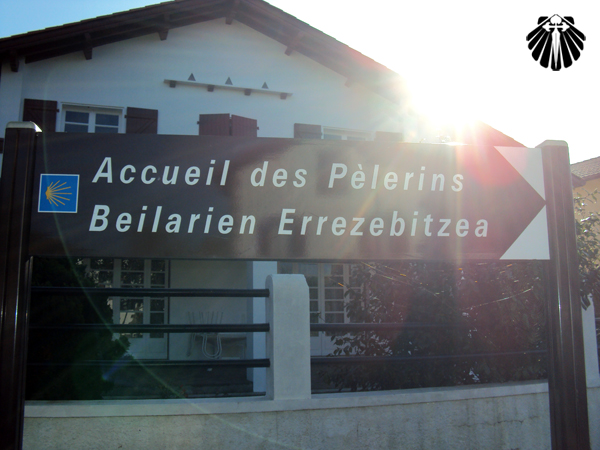 Accueil des Pèlerins
Beilarien Errezebitzea